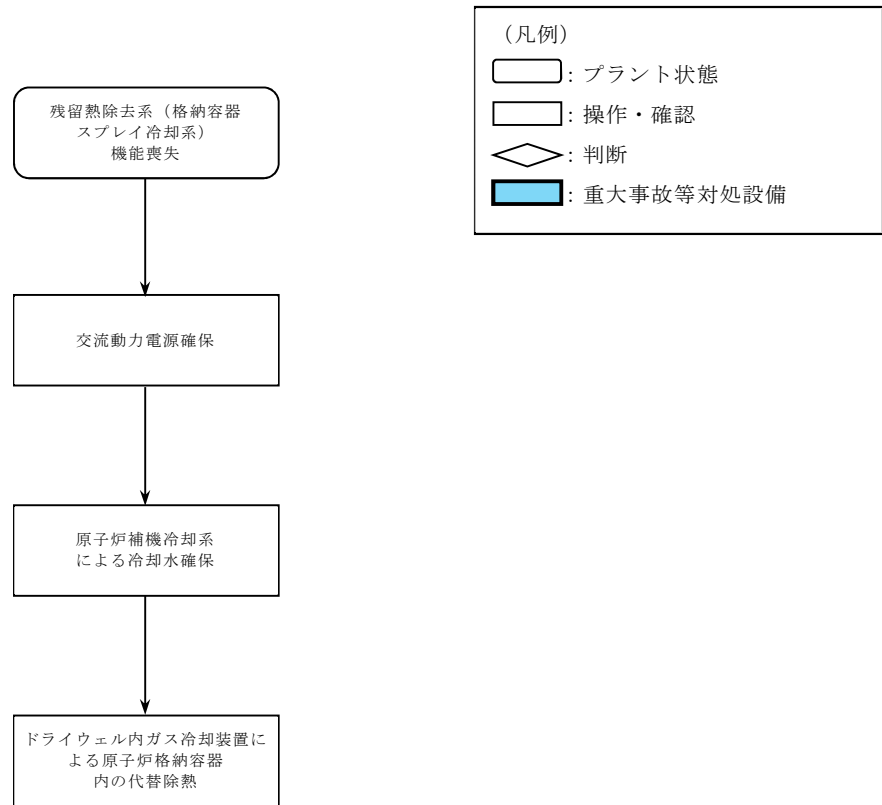 残留熱除去系（格納容器
スプレイ冷却系）
機能喪失
交流動力電源確保
原子炉補機冷却系
による冷却水確保
ドライウェル内ガス冷却装置に
よる原子炉格納容器
内の代替除熱
（凡例）
：プラント状態
：操作・確認
：判断
：重大事故等対処設備